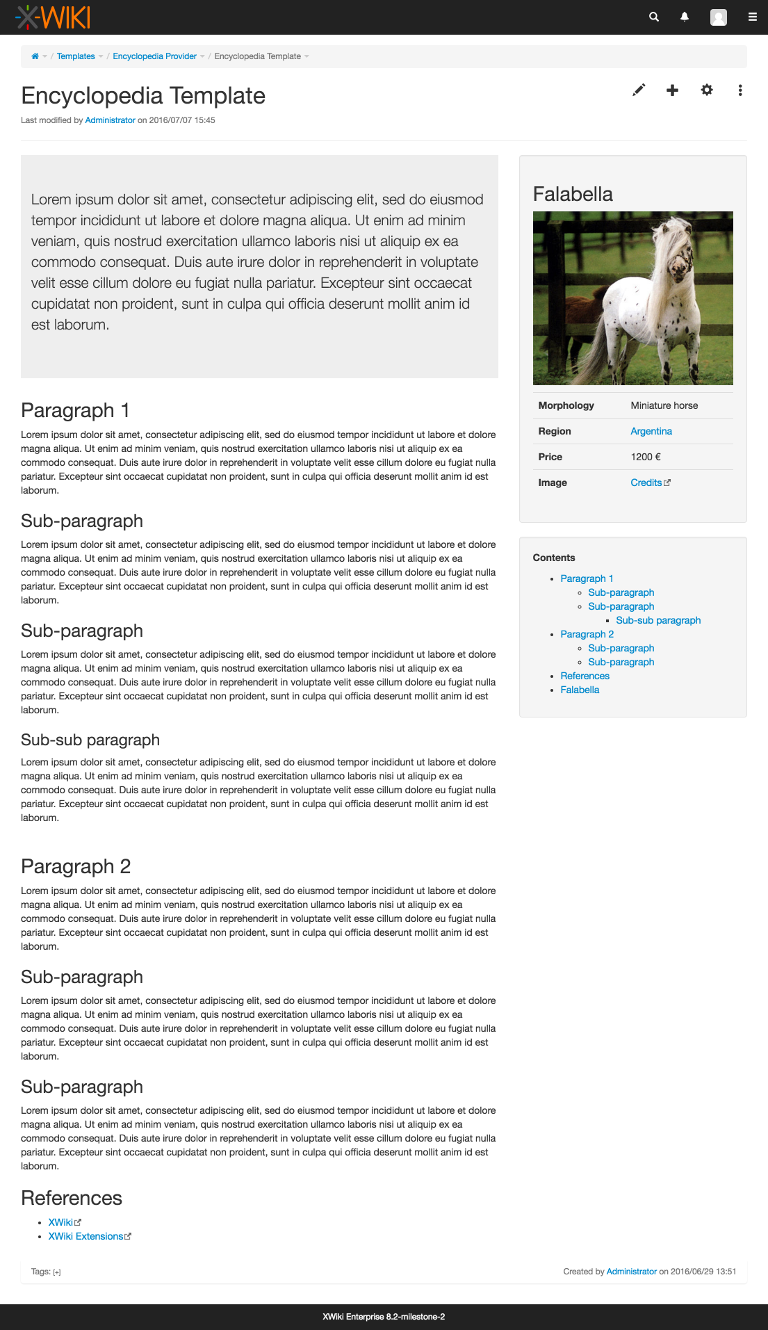 X-WIKI
/ Templates / Encyclopedia Provider / Encyclopedia Template
Encyclopedia Template
Last modified by Administrator on 2016/07/07 15:45
Lorem ipsum dolor sit amet, consectetur adipiscing elit, sed do eiusmod
tempor incididunt ut labore et dolore magna aliqua. Ut enim ad minim
veniam, quis nostrud exercitation ullamco laboris nisi ut aliquip ex ea
commodo consequat. Duis aute irure dolor in reprehenderit in voluptate
velit esse cillum dolore eu fugiat nulla pariatur. Excepteur sint occaecat
cupidatat non proident, sunt in culpa qui officia deserunt mollit anim id
est laborum.
Paragraph 1
Lorem ipsum dolor sit amet, consectetur adipiscing elit, sed do eiusmod tempor incididunt ut labore et dolore
magna aliqua. Ut enim ad minim veniam, quis nostrud exercitation ullamco laboris nisi ut aliquip ex ea
commodo consequat. Duis aute irure dolor in reprehenderit in voluptate velit esse cillum dolore eu fugiat nulla
pariatur. Excepteur sint occaecat cupidatat non proident, sunt in culpa qui officia deserunt mollit anim id est
laborum.
Sub-paragraph
Lorem ipsum dolor sit amet, consectetur adipiscing elit, sed do eiusmod tempor incididunt ut labore et dolore
magna aliqua. Ut enim ad minim veniam, quis nostrud exercitation ullamco laboris nisi ut aliquip ex ea
commodo consequat. Duis aute irure dolor in reprehenderit in voluptate velit esse cillum dolore eu fugiat nulla
pariatur. Excepteur sint occaecat cupidatat non proident, sunt in culpa qui officia deserunt mollit anim id est
laborum.
Sub-paragraph
Lorem ipsum dolor sit amet, consectetur adipiscing elit, sed do eiusmod tempor incididunt ut labore et dolore
magna aliqua. Ut enim ad minim veniam, quis nostrud exercitation ullamco laboris nisi ut aliquip ex ea
commodo consequat. Duis aute irure dolor in reprehenderit in voluptate velit esse cillum dolore eu fugiat nulla
pariatur. Excepteur sint occaecat cupidatat non proident, sunt in culpa qui officia deserunt mollit anim id est
laborum.
Sub-sub paragraph
Lorem ipsum dolor sit amet, consectetur adipiscing elit, sed do eiusmod tempor incididunt ut labore et dolore
magna aliqua. Ut enim ad minim veniam, quis nostrud exercitation ullamco laboris nisi ut aliquip ex ea
commodo consequat. Duis aute irure dolor in reprehenderit in voluptate velit esse cillum dolore eu fugiat nulla
pariatur. Excepteur sint occaecat cupidatat non proident, sunt in culpa qui officia deserunt mollit anim id est
laborum.
Paragraph 2
Lorem ipsum dolor sit amet, consectetur adipiscing elit, sed do eiusmod tempor incididunt ut labore et dolore
magna aliqua. Ut enim ad minim veniam, quis nostrud exercitation ullamco laboris nisi ut aliquip ex ea
commodo consequat. Duis aute irure dolor in reprehenderit in voluptate velit esse cillum dolore eu fugiat nulla
pariatur. Excepteur sint occaecat cupidatat non proident, sunt in culpa qui officia deserunt mollit anim id est
laborum.
Sub-paragraph
Lorem ipsum dolor sit amet, consectetur adipiscing elit, sed do eiusmod tempor incididunt ut labore et dolore
magna aliqua. Ut enim ad minim veniam, quis nostrud exercitation ullamco laboris nisi ut aliquip ex ea
commodo consequat. Duis aute irure dolor in reprehenderit in voluptate velit esse cillum dolore eu fugiat nulla
pariatur. Excepteur sint occaecat cupidatat non proident, sunt in culpa qui officia deserunt mollit anim id est
laborum.
Sub-paragraph
Lorem ipsum dolor sit amet, consectetur adipiscing elit, sed do eiusmod tempor incididunt ut labore et dolore
magna aliqua. Ut enim ad minim veniam, quis nostrud exercitation ullamco laboris nisi ut aliquip ex ea
commodo consequat. Duis aute irure dolor in reprehenderit in voluptate velit esse cillum dolore eu fugiat nulla
pariatur. Excepteur sint occaecat cupidatat non proident, sunt in culpa qui officia deserunt mollit anim id est
laborum.
References
• XWiki
• XWiki Extensions
Falabella
Morphology Miniature horse
Region Argentina
Price 1200 €
Image Credits
Contents
• Paragraph 1
◦ Sub-paragraph
◦ Sub-paragraph
▪ Sub-sub paragraph
• Paragraph 2
◦ Sub-paragraph
◦ Sub-paragraph
• References
• Falabella
Tags: [+] Created by Administrator on 2016/06/29 13:51
XWiki Enterprise 8.2-milestone-2